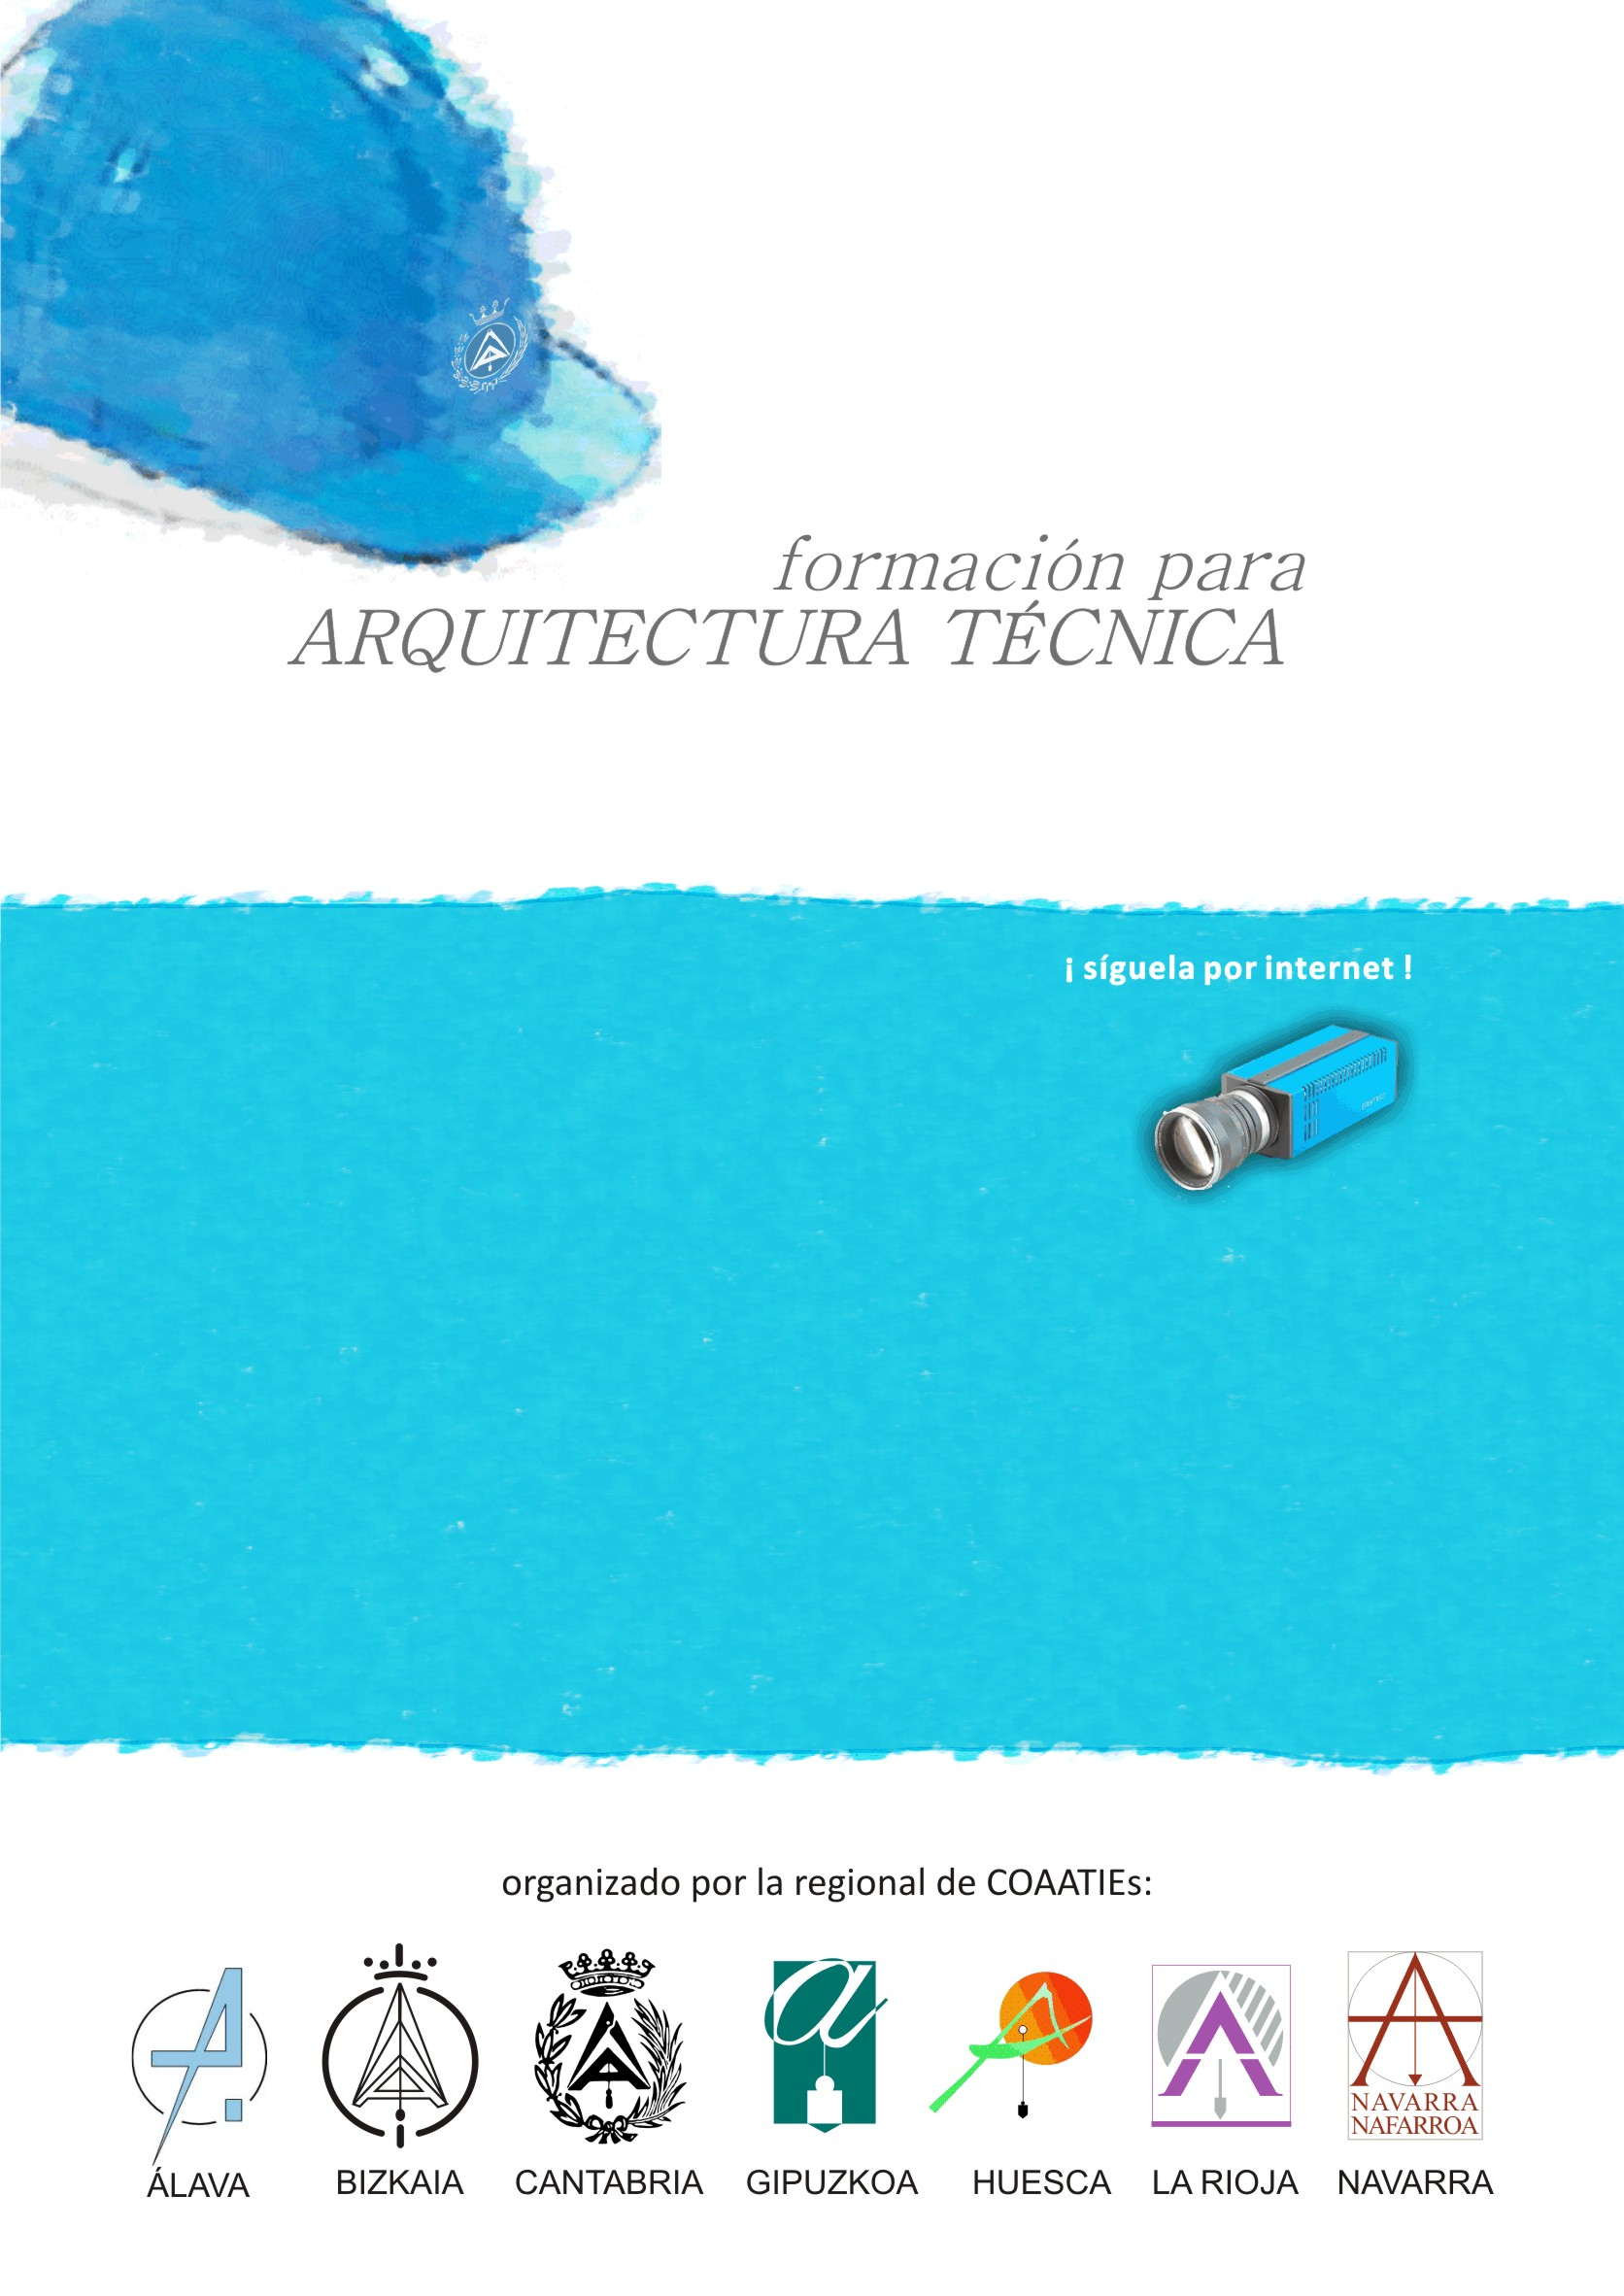 formación para
ARQUITECTURA TÉCNICA
¡ síguela por internet !
organizado por la regional de COAATIEs:
NAVARRA
NAFARROA
ÁLAVA BIZKAIA CANTABRIA GIPUZKOA HUESCA LA RIOJA NAVARRA